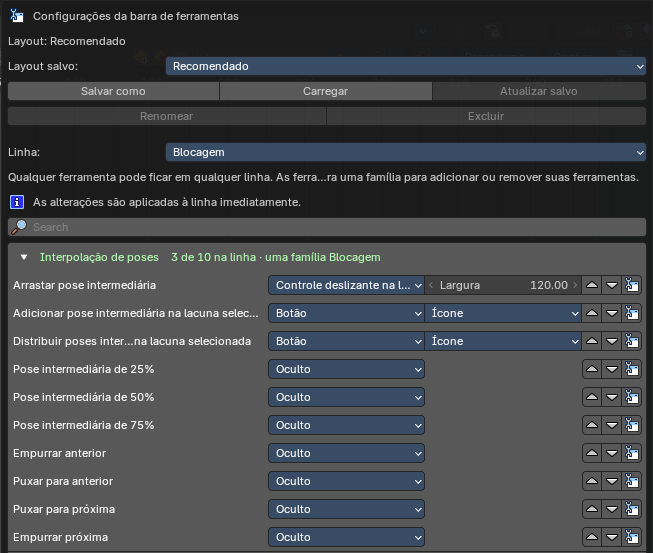 Configurações da barra de ferramentas
Layout: Recomendado
Layout salvo: Recomendado
Salvar como Carregar Atualizar salvo
Renomear Excluir
Linha: Blocagem
Qualquer ferramenta pode ficar em qualquer linha. As ferra...ra uma família para adicionar ou remover suas ferramentas.
As alterações são aplicadas à linha imediatamente.
Search
Interpolação de poses 3 de 10 na linha · uma família Blocagem
Arrastar pose intermediária Controle deslizante na l... Largura 120.00
Adicionar pose intermediária na lacuna selec... Botão Ícone
Distribuir poses inter...na lacuna selecionada Botão Ícone
Pose intermediária de 25% Oculto
Pose intermediária de 50% Oculto
Pose intermediária de 75% Oculto
Empurrar anterior Oculto
Puxar para anterior Oculto
Puxar para próxima Oculto
Empurrar próxima Oculto